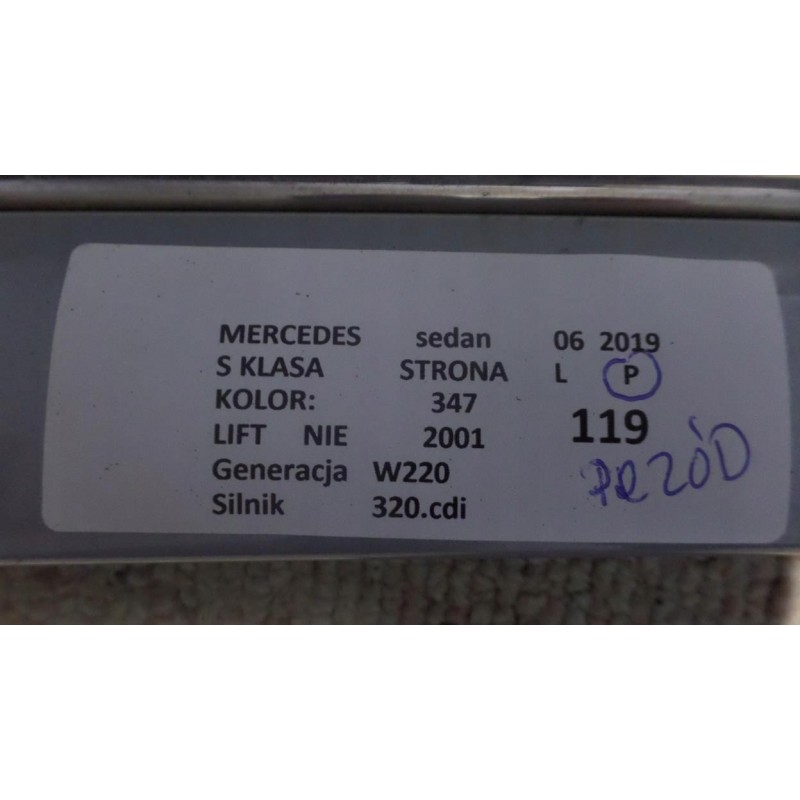 MERCEDES sedan 06 2019
S KLASA STRONA L P
KOLOR: 347
LIFT NIE 2001 119
Generacja W220 PRZÓD
Silnik 320.cdi